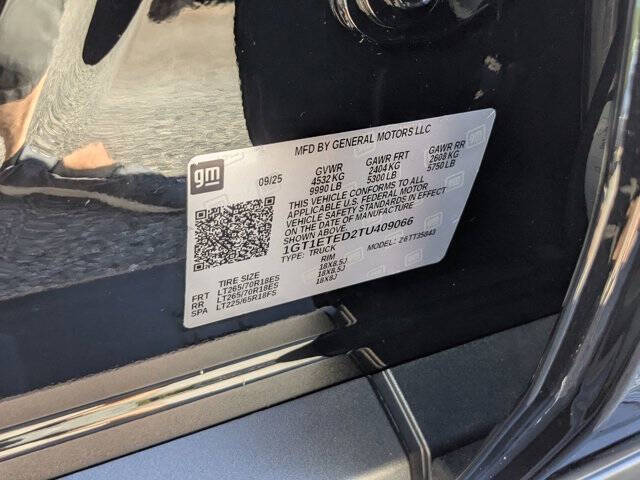 MFD BY GENERAL MOTORS LLC
gm
09/25
GVWR GAWR FRT GAWR RR
4532 KG 2404 KG 2608 KG
9990 LB 5300 LB 5750 LB
THIS VEHICLE CONFORMS TO ALL
APPLICABLE U.S. FEDERAL MOTOR
VEHICLE SAFETY STANDARDS IN EFFECT
ON THE DATE OF MANUFACTURE
SHOWN ABOVE.
1GT1ETED2TU409066
TYPE: TRUCK MODEL: Z6TT35843
TIRE SIZE RIM
FRT LT265/70R18ES 18X8.5J
RR LT265/70R18ES 18X8.5J
SPA LT225/65R18FS 18X8J